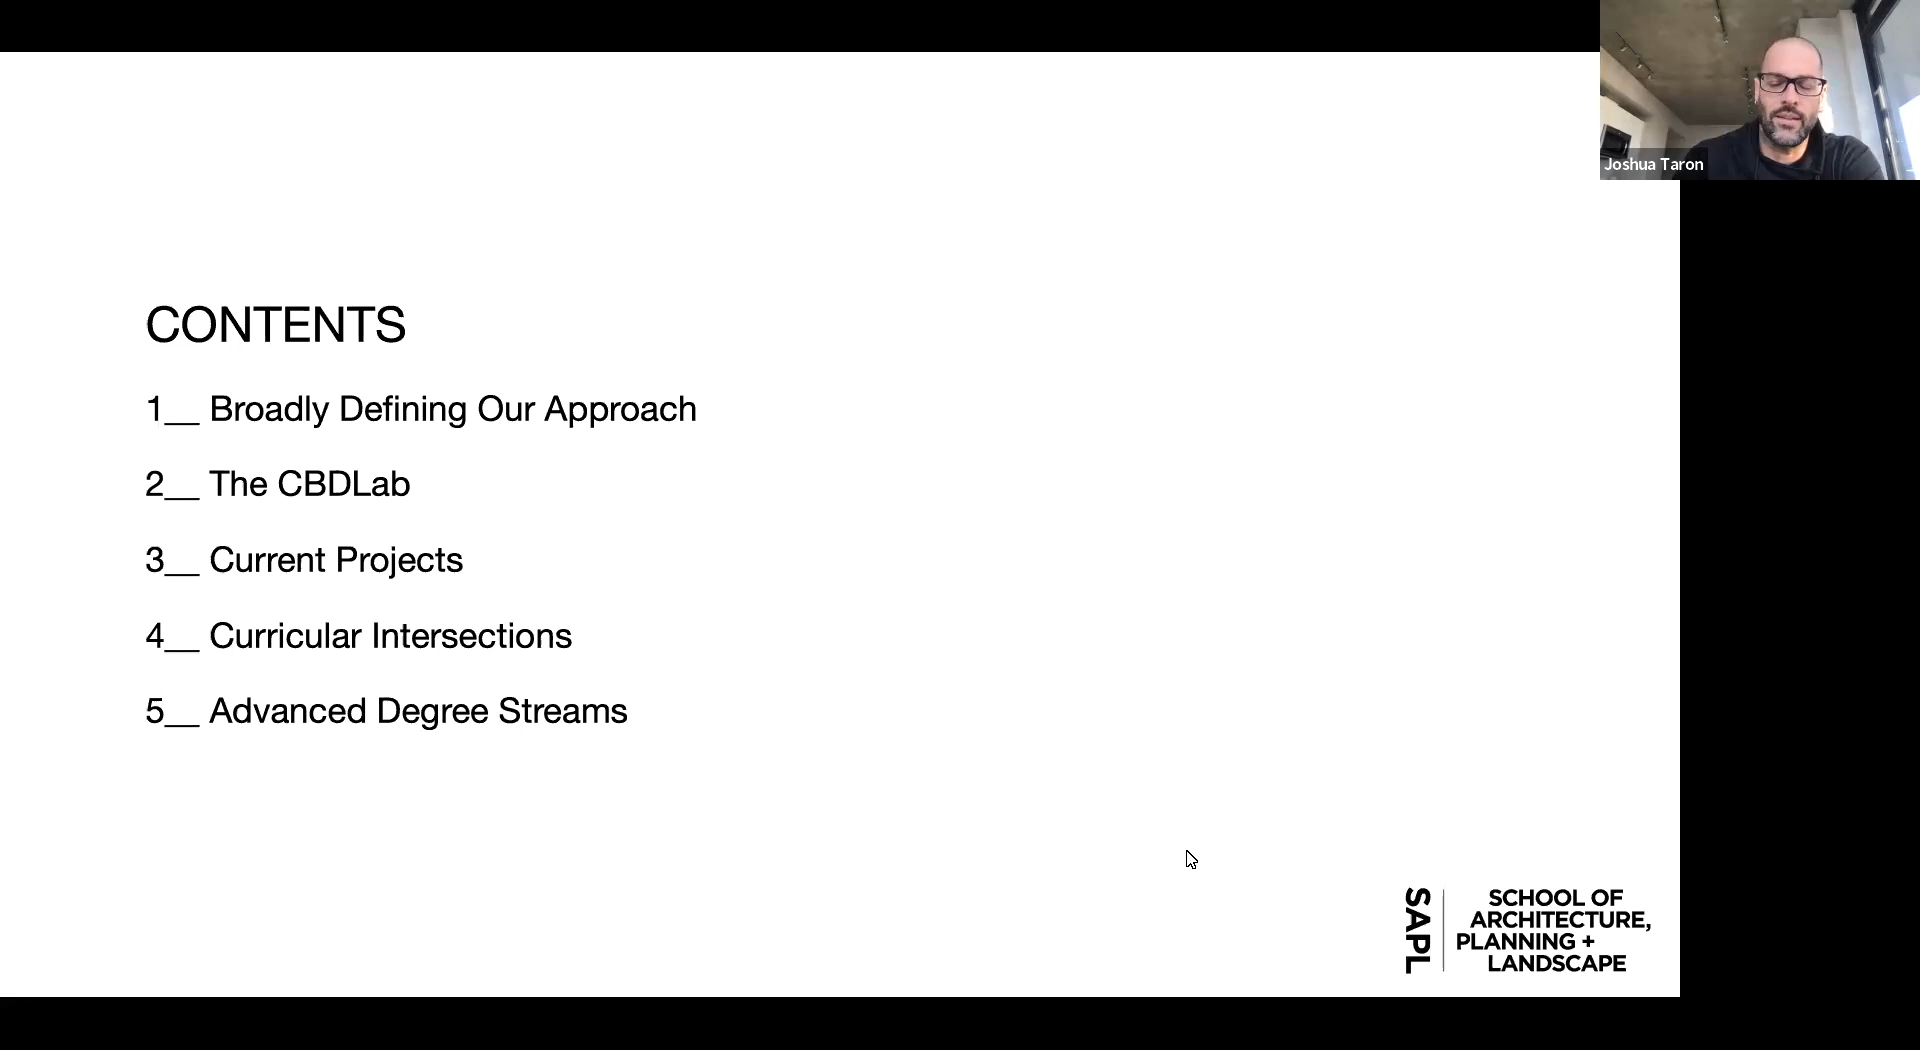 Joshua Taron
CONTENTS
1__ Broadly Defining Our Approach
2__ The CBDLab
3__ Current Projects
4__ Curricular Intersections
5__ Advanced Degree Streams
SAPL
SCHOOL OF
ARCHITECTURE,
PLANNING +
LANDSCAPE